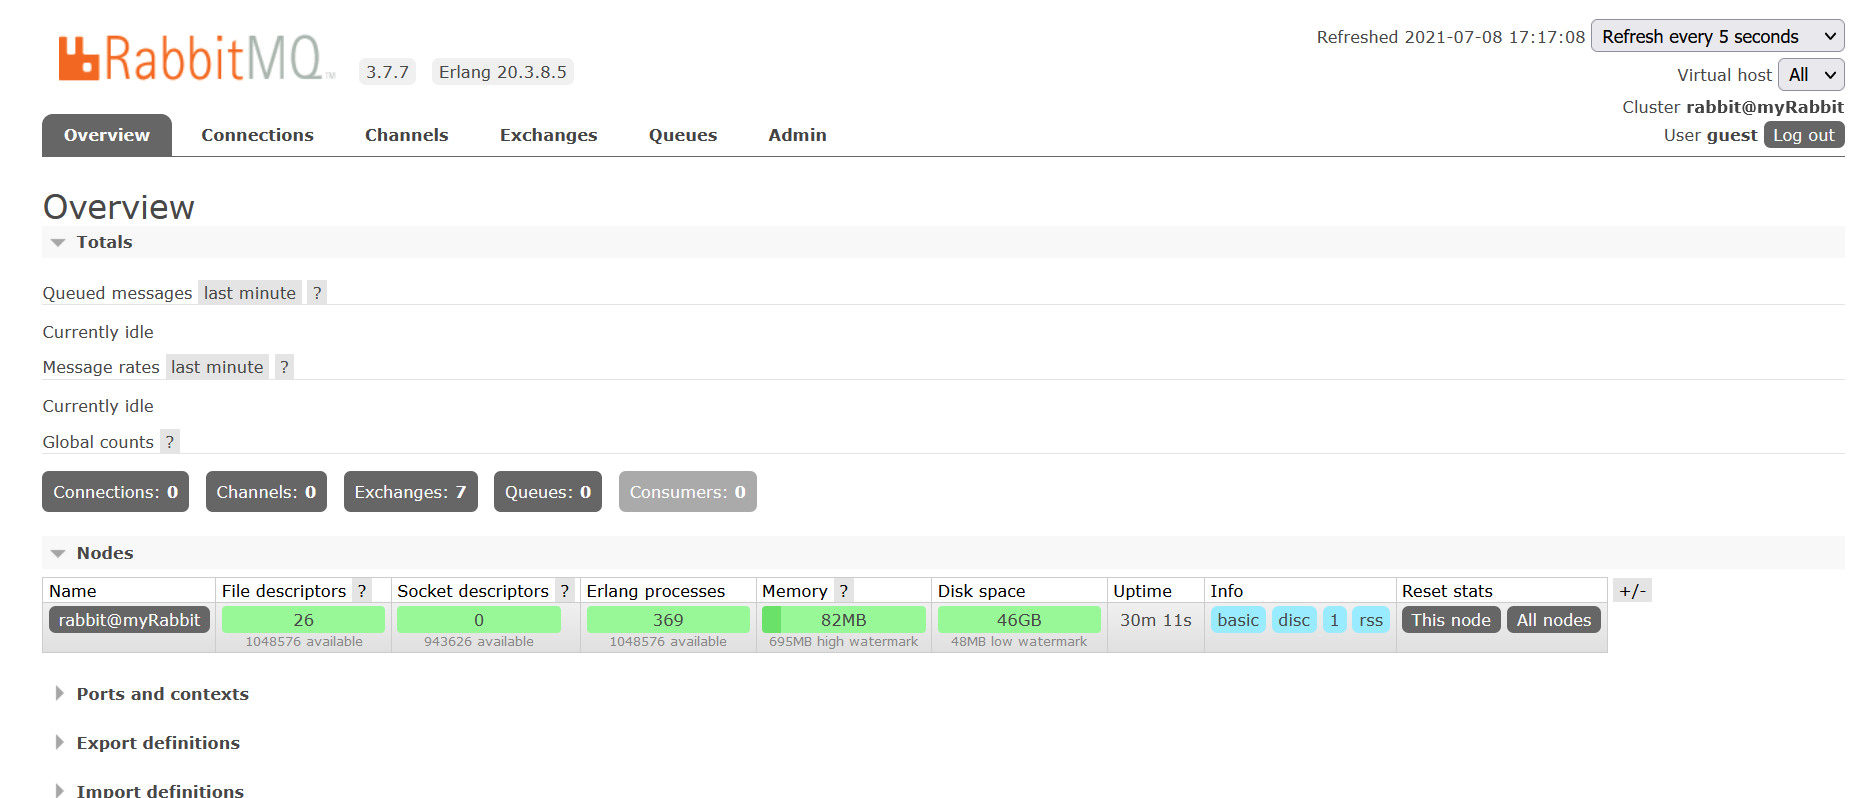 RabbitMQ TM 3.7.7 Erlang 20.3.8.5
Refreshed 2021-07-08 17:17:08 Refresh every 5 seconds
Virtual host All
Cluster rabbit@myRabbit
User guest Log out
Overview Connections Channels Exchanges Queues Admin
Overview
Totals
Queued messages last minute ?
Currently idle
Message rates last minute ?
Currently idle
Global counts ?
Connections: 0 Channels: 0 Exchanges: 7 Queues: 0 Consumers: 0
Nodes
Name File descriptors ? Socket descriptors ? Erlang processes Memory ? Disk space Uptime Info Reset stats +/-
rabbit@myRabbit 26 0 369 82MB 46GB 30m 11s basic disc 1 rss This node All nodes
1048576 available 943626 available 1048576 available 695MB high watermark 48MB low watermark
Ports and contexts
Export definitions
Import definitions